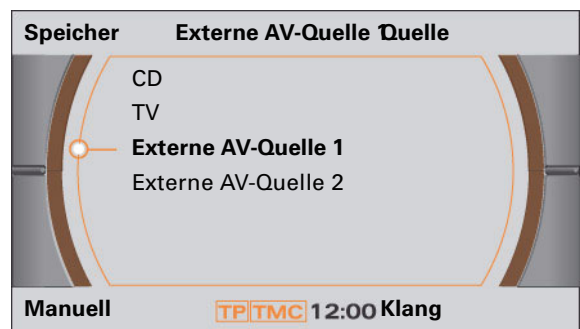 Speicher Externe AV-Quelle 1 Quelle
CD
TV
Externe AV-Quelle 1
Externe AV-Quelle 2
Manuell TP TMC 12:00 Klang